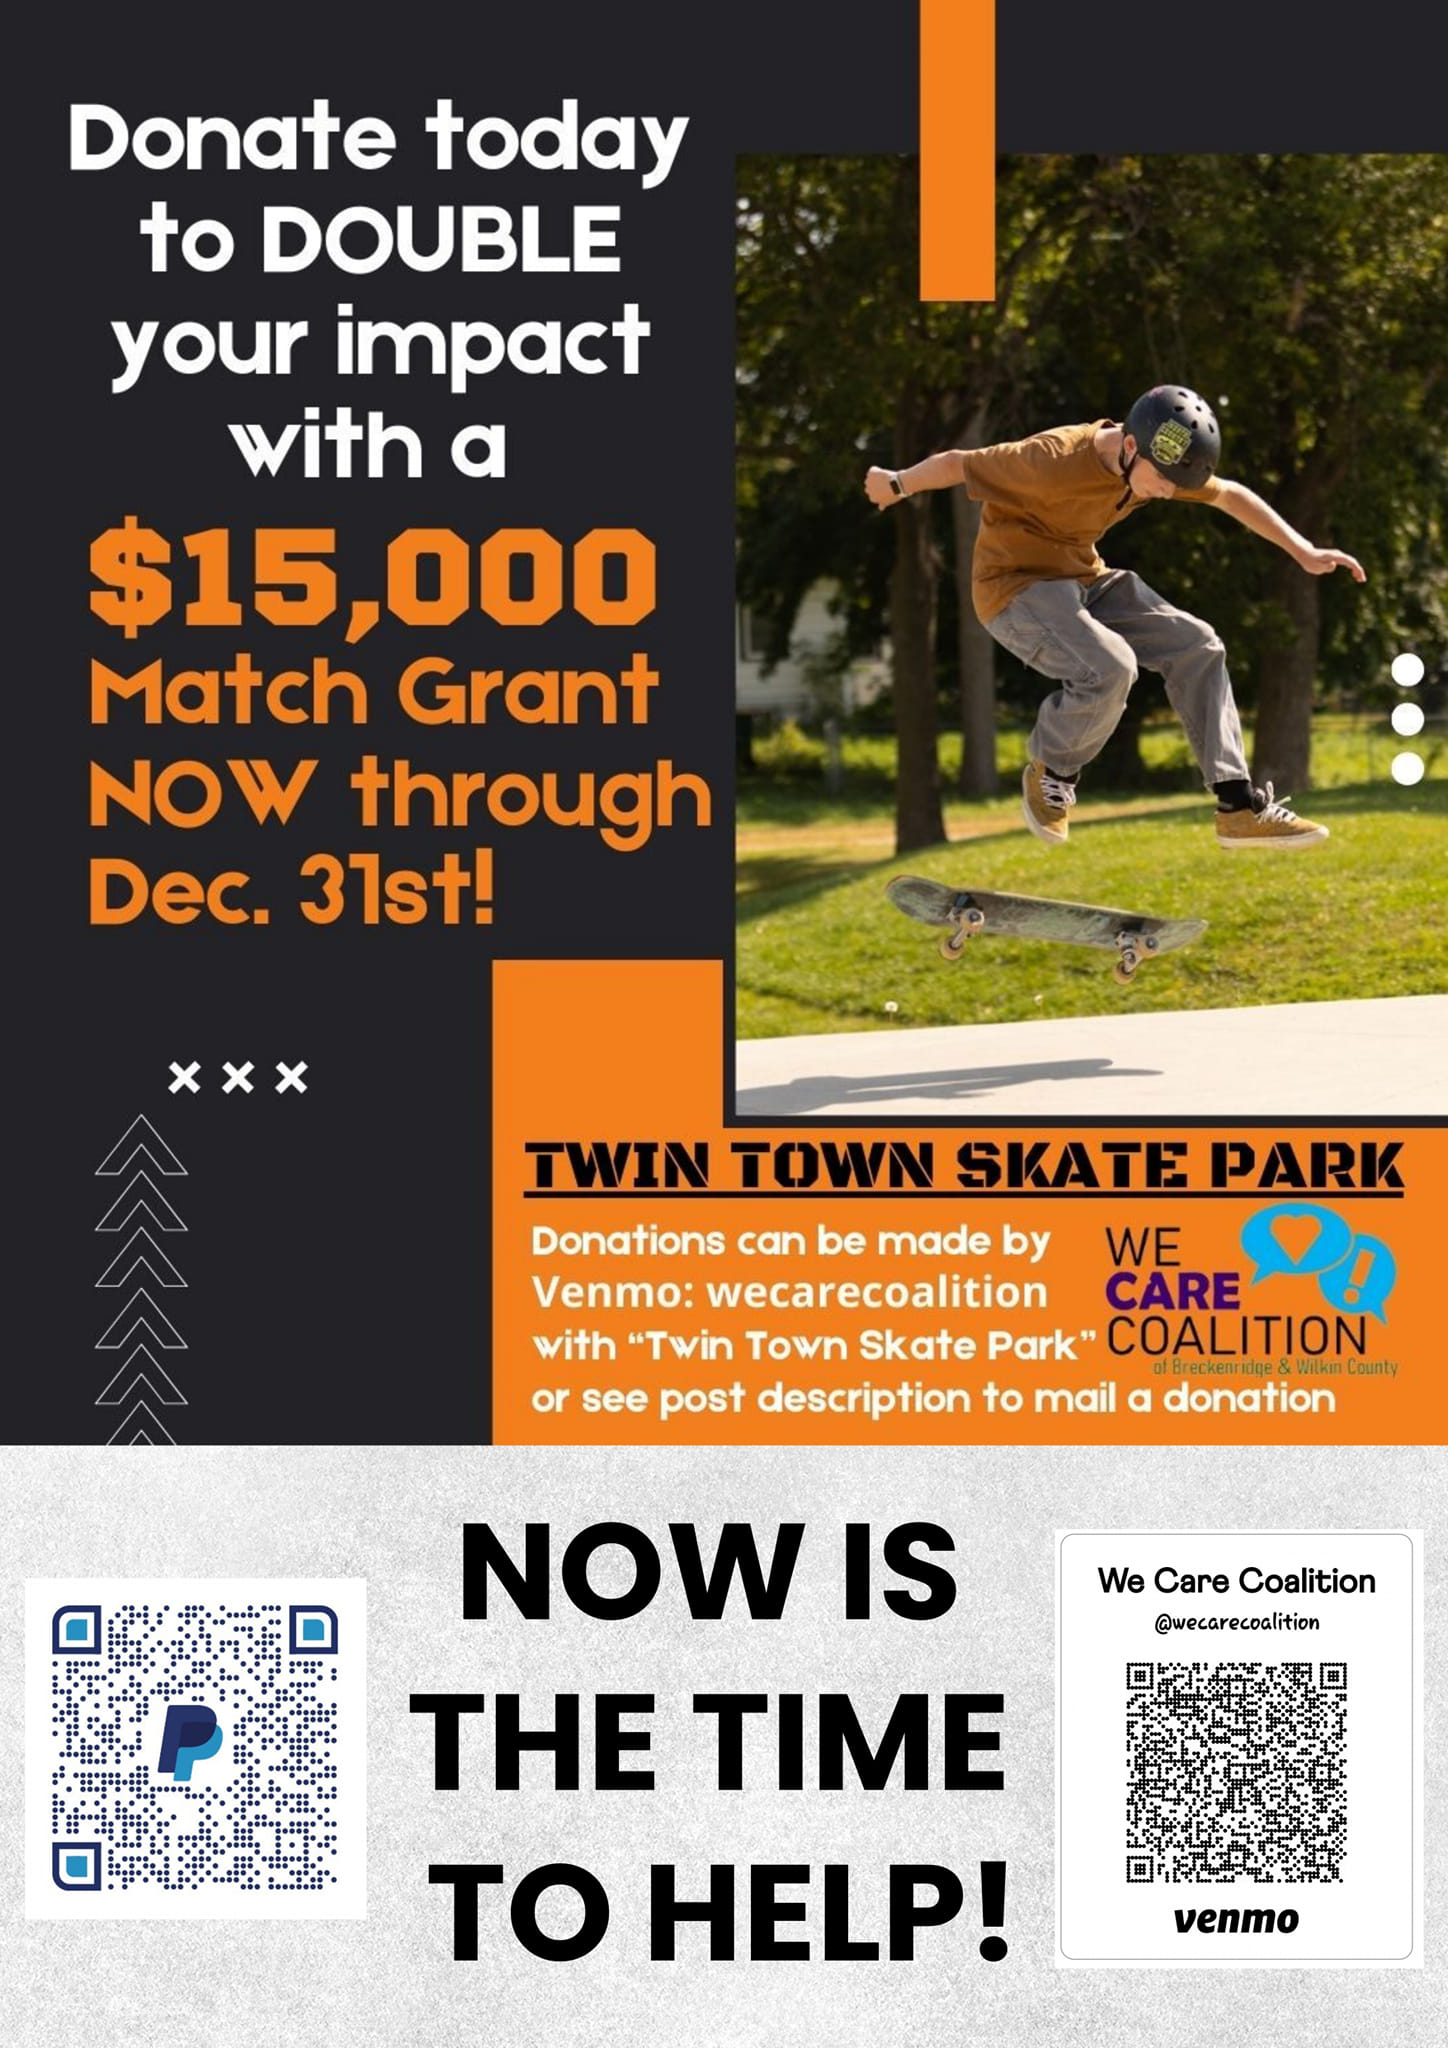 Donate today
to DOUBLE
your impact
with a
$15,000
Match Grant
NOW through
Dec. 31st!
TWIN TOWN SKATE PARK
Donations can be made by
Venmo: wecarecoalition
with “Twin Town Skate Park”
or see post description to mail a donation
WE
CARE
COALITION
of Breckenridge & Wilkin County
NOW IS
THE TIME
TO HELP!
We Care Coalition
@wecarecoalition
venmo